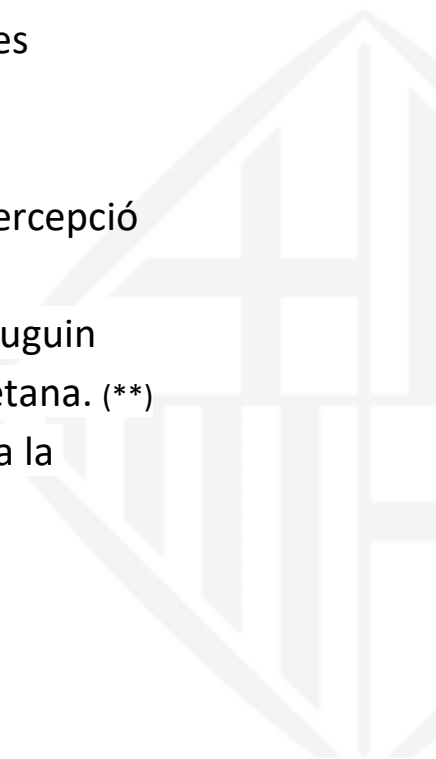 es
ercepció
uguin
etana. (**)
a la